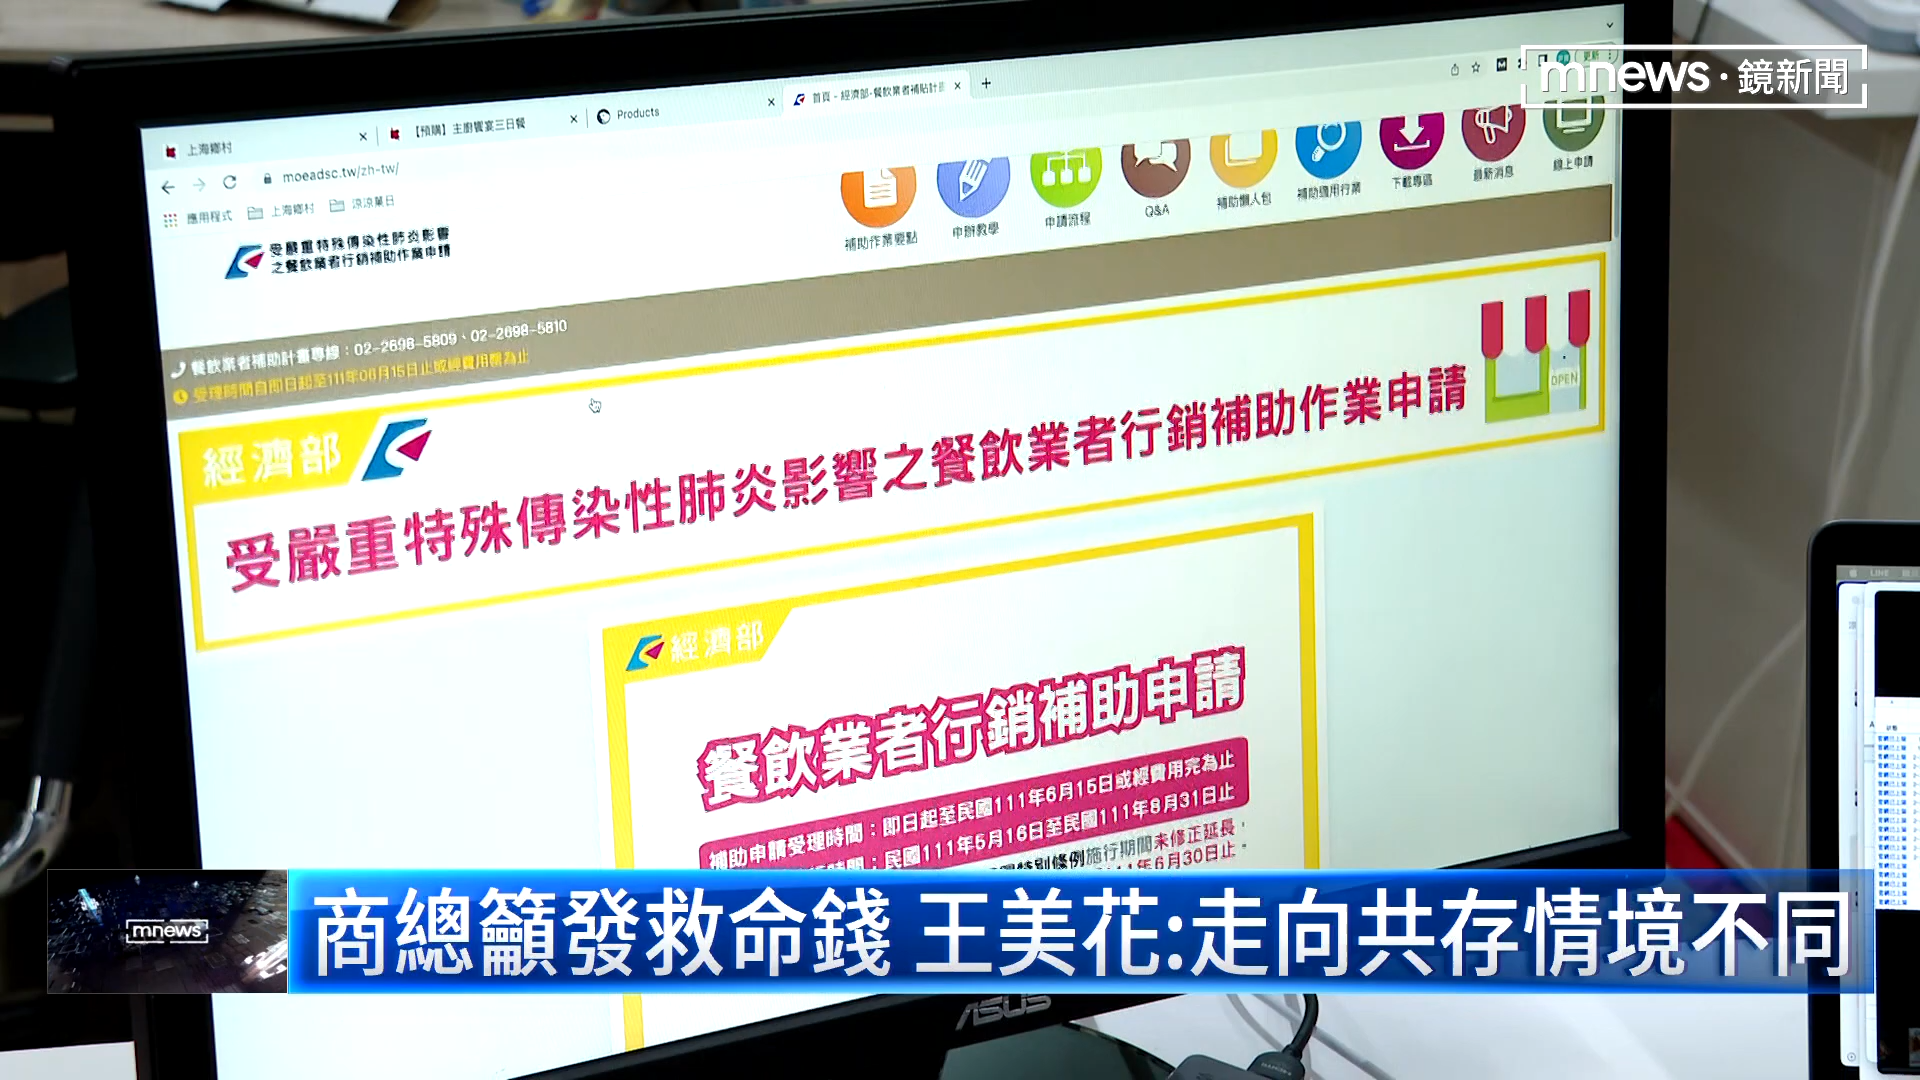 mnews·鏡新聞
上海鄉村
【預購】主廚饗宴三日餐
Products
首頁 - 經濟部-餐飲業者補貼計畫
moeadsc.tw/zh-tw/
應用程式
上海鄉村
涼涼菓日
受嚴重特殊傳染性肺炎影響
之餐飲業者行銷補助作業申請
補助作業要點
申辦教學
申請流程
Q&A
補助懶人包
補助適用行業
下載專區
最新消息
線上申請
餐飲業者補助計畫專線：02-2698-5809、02-2698-5810
受理時間自即日起至111年06月15日止或經費用罄為止
經濟部
受嚴重特殊傳染性肺炎影響之餐飲業者行銷補助作業申請
OPEN
經濟部
餐飲業者行銷補助申請
補助申請受理時間：即日起至民國111年6月15日或經費用完為止
時間：民國111年5月16日至民國111年8月31日止
特別條例施行期間未修正延長，
111年6月30日止。
mnews
商總籲發救命錢 王美花:走向共存情境不同
ASUS
LINE